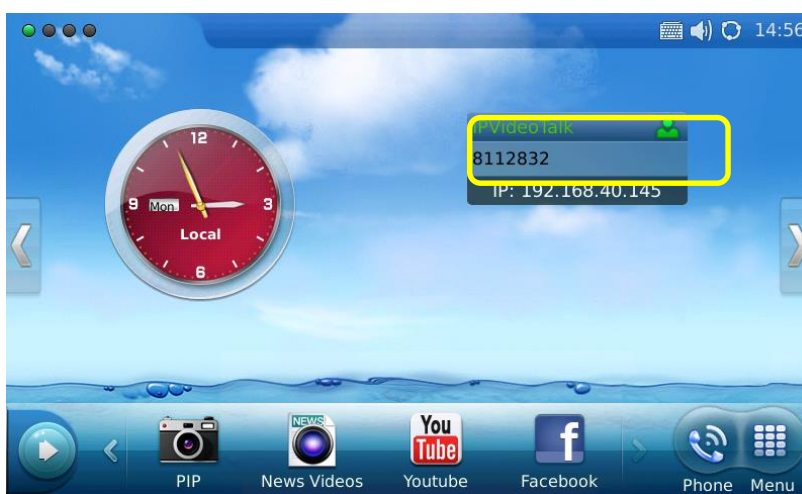 14:56
IPVideoTalk
8112832
IP: 192.168.40.145
12
9 Mon 3
Local
6
NEWS
You
Tube
f
PIP News Videos Youtube Facebook Phone Menu